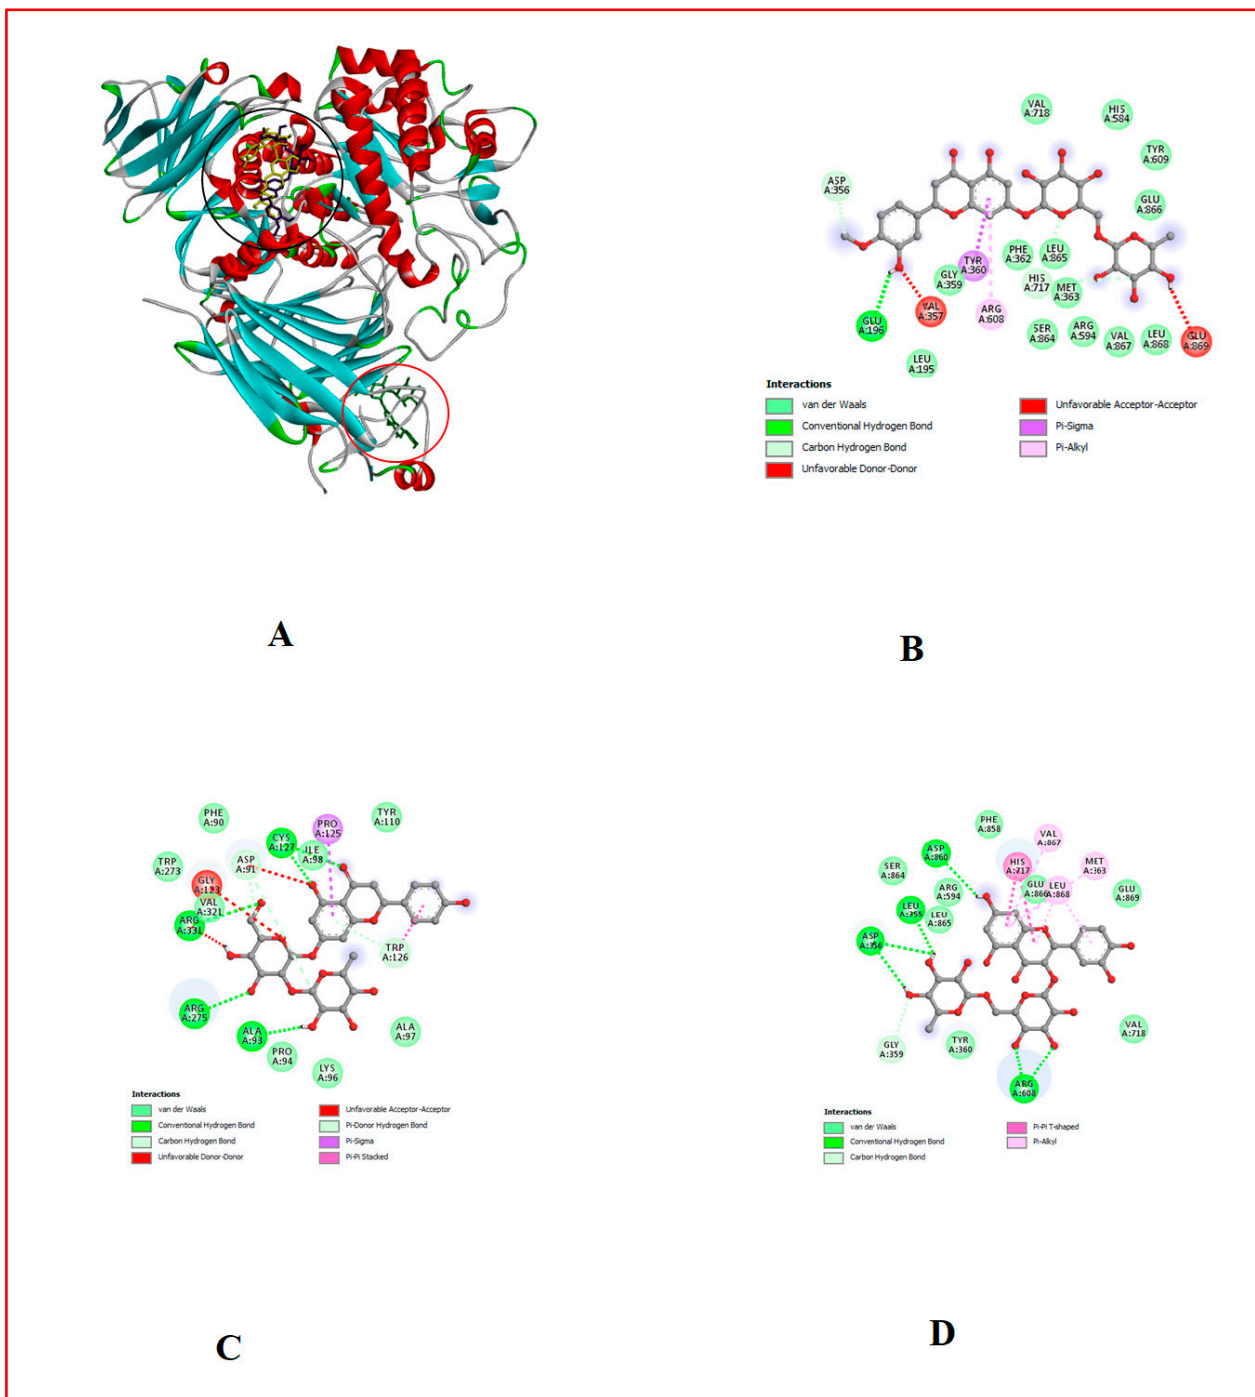 VAL
A:718
HIS
A:584
TYR
A:609
ASP
A:356
GLU
A:866
PHE
A:362
LEU
A:865
TYR
A:360
GLY
A:359
HIS
A:717
MET
A:363
VAL
A:357
ARG
A:608
GLU
A:196
SER
A:864
ARG
A:594
VAL
A:867
LEU
A:868
GLU
A:869
LEU
A:195
Interactions
van der Waals
Conventional Hydrogen Bond
Carbon Hydrogen Bond
Unfavorable Donor-Donor
Unfavorable Acceptor-Acceptor
Pi-Sigma
Pi-Alkyl
A
B
PHE
A:90
TYR
A:110
PRO
A:125
CYS
A:127
ILE
A:98
TRP
A:273
ASP
A:91
GLY
A:123
VAL
A:321
ARG
A:331
TRP
A:126
ARG
A:275
ALA
A:93
ALA
A:97
PRO
A:94
LYS
A:96
Interactions
van der Waals
Conventional Hydrogen Bond
Carbon Hydrogen Bond
Unfavorable Donor-Donor
Unfavorable Acceptor-Acceptor
Pi-Donor Hydrogen Bond
Pi-Sigma
Pi-Pi Stacked
PHE
A:858
VAL
A:867
ASP
A:860
HIS
A:717
MET
A:363
SER
A:864
ARG
A:594
GLU
A:866
LEU
A:868
GLU
A:869
LEU
A:355
LEU
A:865
ASP
A:356
GLY
A:359
TYR
A:360
VAL
A:718
ARG
A:608
Interactions
van der Waals
Conventional Hydrogen Bond
Carbon Hydrogen Bond
Pi-Pi T-shaped
Pi-Alkyl
C
D